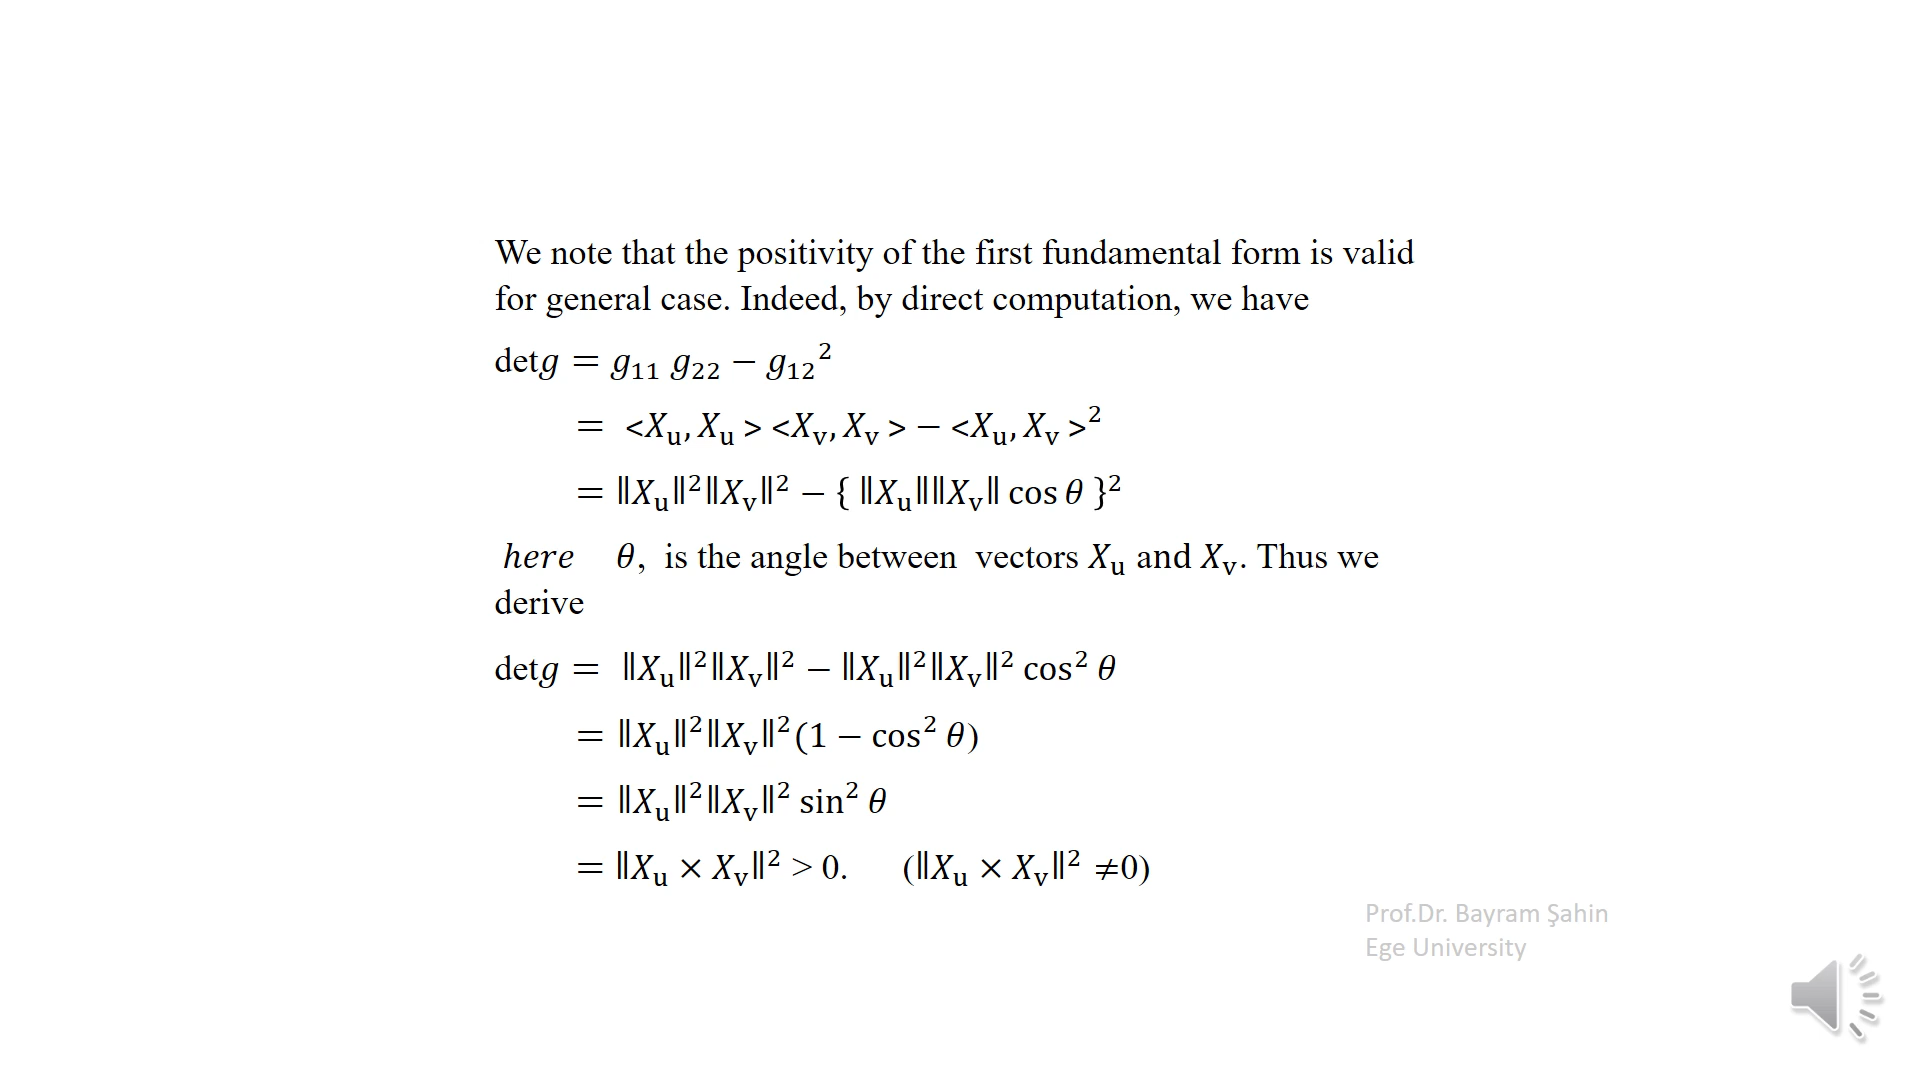 We note that the positivity of the first fundamental form is valid
for general case. Indeed, by direct computation, we have
det𝑔 = 𝑔₁₁ 𝑔₂₂ − 𝑔₁₂²
= <𝑋ᵤ, 𝑋ᵤ > <𝑋ᵥ, 𝑋ᵥ > − <𝑋ᵤ, 𝑋ᵥ >²
= ‖𝑋ᵤ‖²‖𝑋ᵥ‖² − { ‖𝑋ᵤ‖‖𝑋ᵥ‖ cos 𝜃 }²
ℎ𝑒𝑟𝑒 𝜃, is the angle between vectors 𝑋ᵤ and 𝑋ᵥ. Thus we
derive
det𝑔 = ‖𝑋ᵤ‖²‖𝑋ᵥ‖² − ‖𝑋ᵤ‖²‖𝑋ᵥ‖² cos² 𝜃
= ‖𝑋ᵤ‖²‖𝑋ᵥ‖²(1 − cos² 𝜃)
= ‖𝑋ᵤ‖²‖𝑋ᵥ‖² sin² 𝜃
= ‖𝑋ᵤ × 𝑋ᵥ‖² > 0. (‖𝑋ᵤ × 𝑋ᵥ‖² ≠0)
Prof.Dr. Bayram Şahin
Ege University